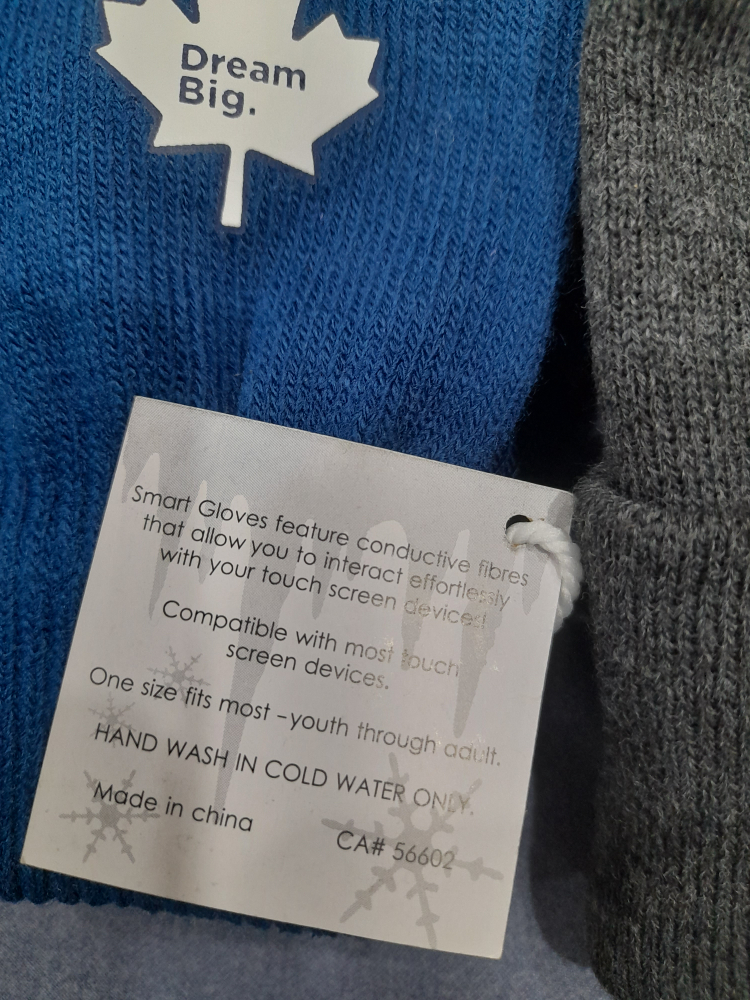 Dream
Big.
Smart Gloves feature conductive fibres
that allow you to interact effortlessly
with your touch screen devices!
Compatible with most touch
screen devices.
One size fits most –youth through adult.
HAND WASH IN COLD WATER ONLY.
Made in china
CA# 56602